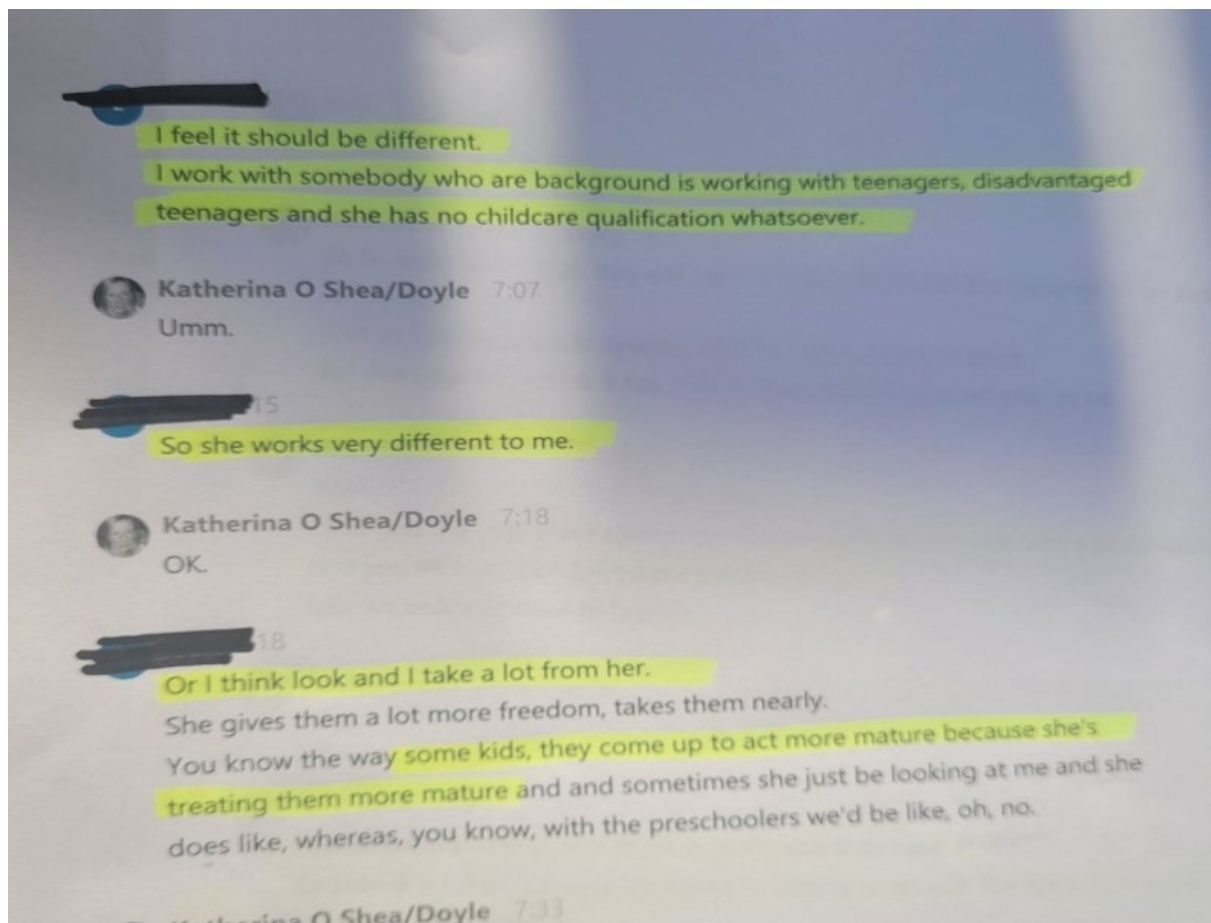 I feel it should be different.
I work with somebody who are background is working with teenagers, disadvantaged
teenagers and she has no childcare qualification whatsoever.
Katherina O Shea/Doyle 7:07
Umm.
15
So she works very different to me.
Katherina O Shea/Doyle 7:18
OK.
18
Or I think look and I take a lot from her.
She gives them a lot more freedom, takes them nearly.
You know the way some kids, they come up to act more mature because she's
treating them more mature and and sometimes she just be looking at me and she
does like, whereas, you know, with the preschoolers we'd be like, oh, no.
Katherina O Shea/Doyle 7:33